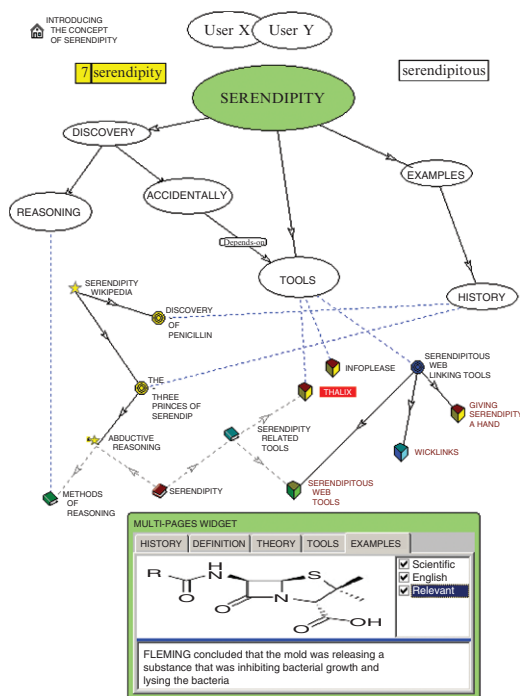 INTRODUCING
THE CONCEPT
OF SERENDIPITY
User X
User Y
7 serendipity
serendipitous
SERENDIPITY
DISCOVERY
EXAMPLES
ACCIDENTALLY
REASONING
Depends-on
TOOLS
HISTORY
SERENDIPITY
WIKIPEDIA
DISCOVERY
OF
PENICILLIN
INFOPLEASE
SERENDIPITOUS
WEB
LINKING TOOLS
THE
THREE
PRINCES OF
SERENDIP
THALIX
GIVING
SERENDIPITY
A HAND
ABDUCTIVE
REASONING
SERENDIPITY
RELATED
TOOLS
WICKLINKS
METHODS
OF
REASONING
SERENDIPITY
SERENDIPITOUS
WEB
TOOLS
MULTI-PAGES WIDGET
HISTORY
DEFINITION
THEORY
TOOLS
EXAMPLES
R
H
N
S
O
O
N
O
OH
Scientific
English
Relevant
FLEMING concluded that the mold was releasing a
substance that was inhibiting bacterial growth and
lysing the bacteria